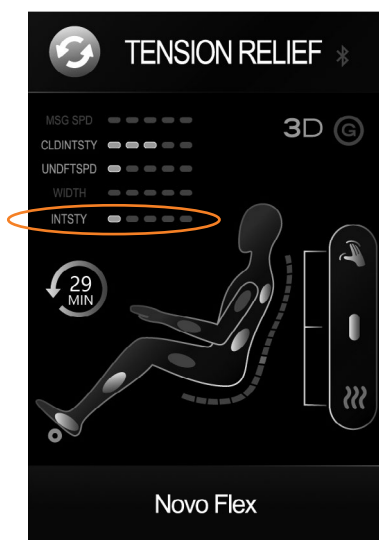 TENSION RELIEF
MSG SPD
CLDINTSTY
UNDFTSPD
WIDTH
INTSTY
3D G
29
MIN
Novo Flex